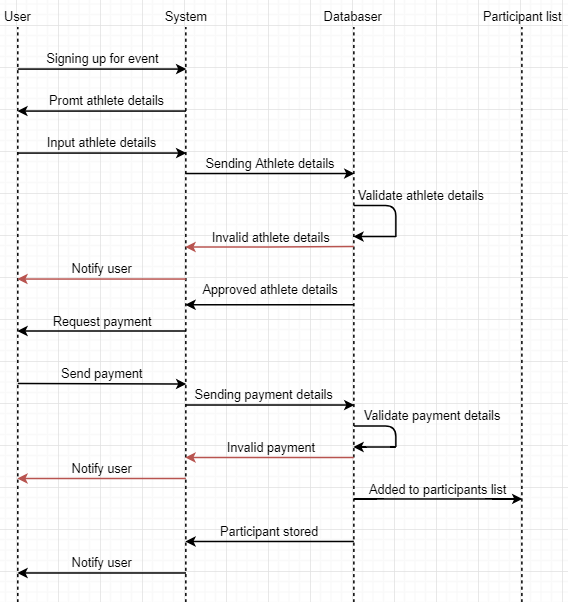 User
System
Databaser
Participant list
Signing up for event
Promt athlete details
Input athlete details
Sending Athlete details
Validate athlete details
Invalid athlete details
Notify user
Approved athlete details
Request payment
Send payment
Sending payment details
Validate payment details
Invalid payment
Notify user
Added to participants list
Participant stored
Notify user